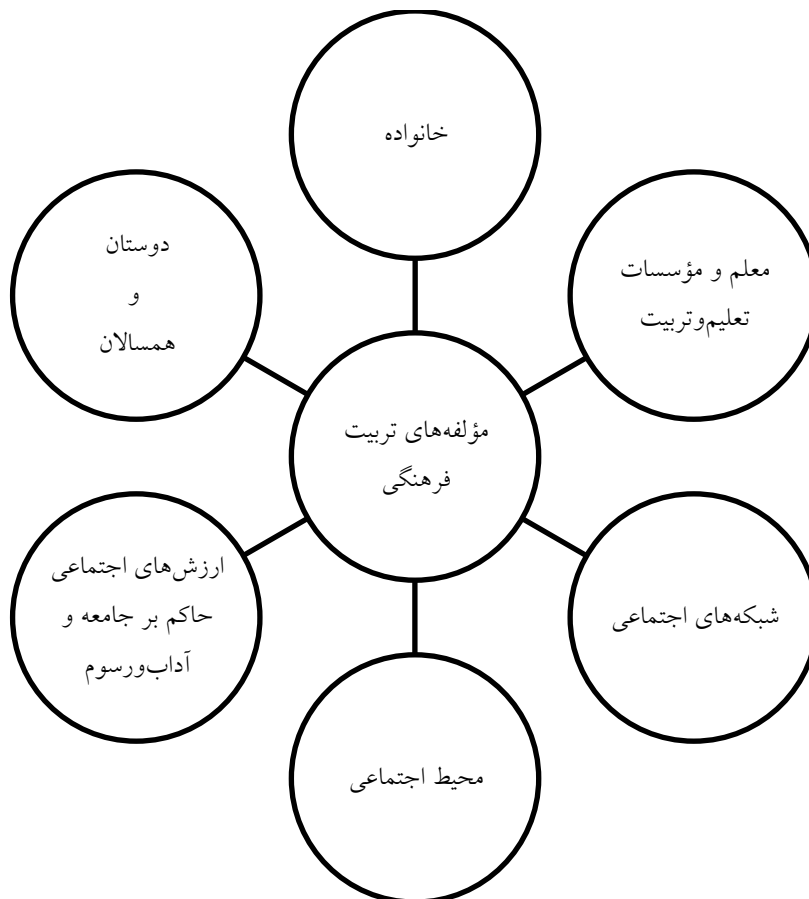 خانواده
معلم و مؤسسات
تعلیم‌وتربیت
دوستان
و
همسالان
مؤلفه‌های تربیت
فرهنگی
شبکه‌های اجتماعی
ارزش‌های اجتماعی
حاکم بر جامعه و
آداب‌ورسوم
محیط اجتماعی